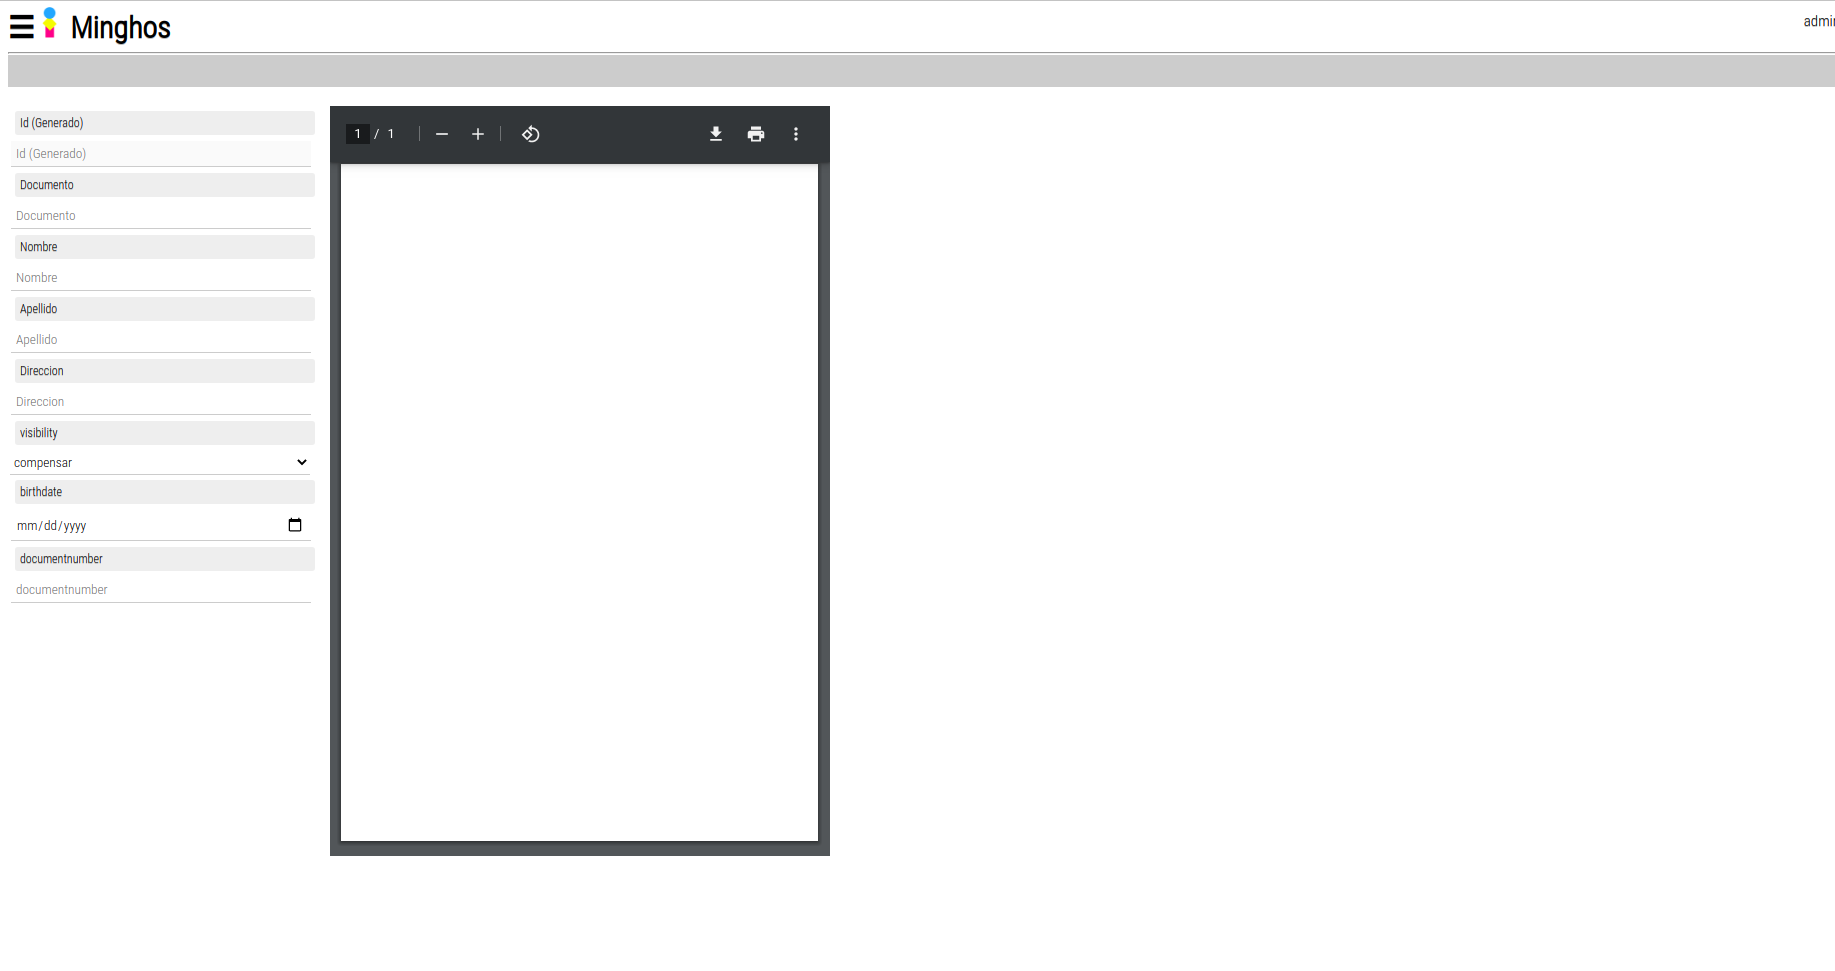 Minghos
admin
Id (Generado)
Id (Generado)
Documento
Documento
Nombre
Nombre
Apellido
Apellido
Direccion
Direccion
visibility
compensar
birthdate
mm/dd/yyyy
documentnumber
documentnumber
1 / 1